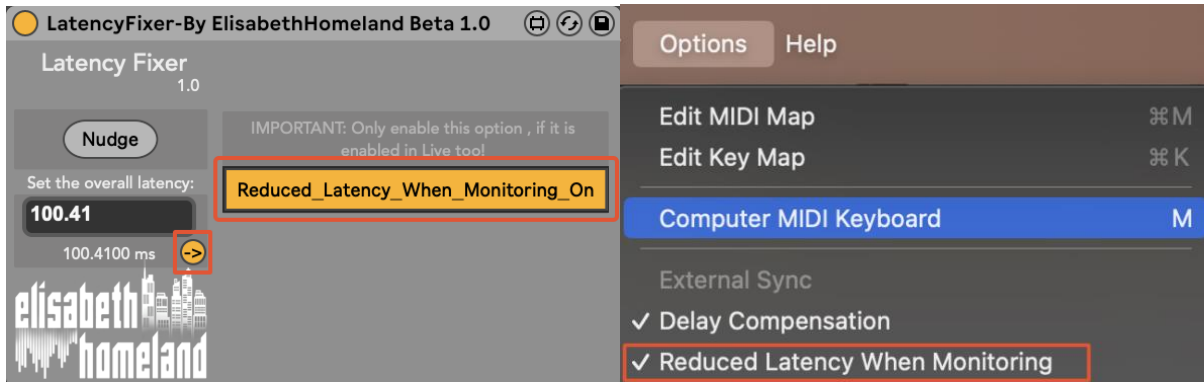 LatencyFixer-By ElisabethHomeland Beta 1.0
Latency Fixer
1.0
Nudge
IMPORTANT: Only enable this option , if it is
enabled in Live too!
Reduced_Latency_When_Monitoring_On
Set the overall latency:
100.41
100.4100 ms
->
elisabeth
homeland
Options Help
Edit MIDI Map ⌘M
Edit Key Map ⌘K
Computer MIDI Keyboard M
External Sync
✓ Delay Compensation
✓ Reduced Latency When Monitoring